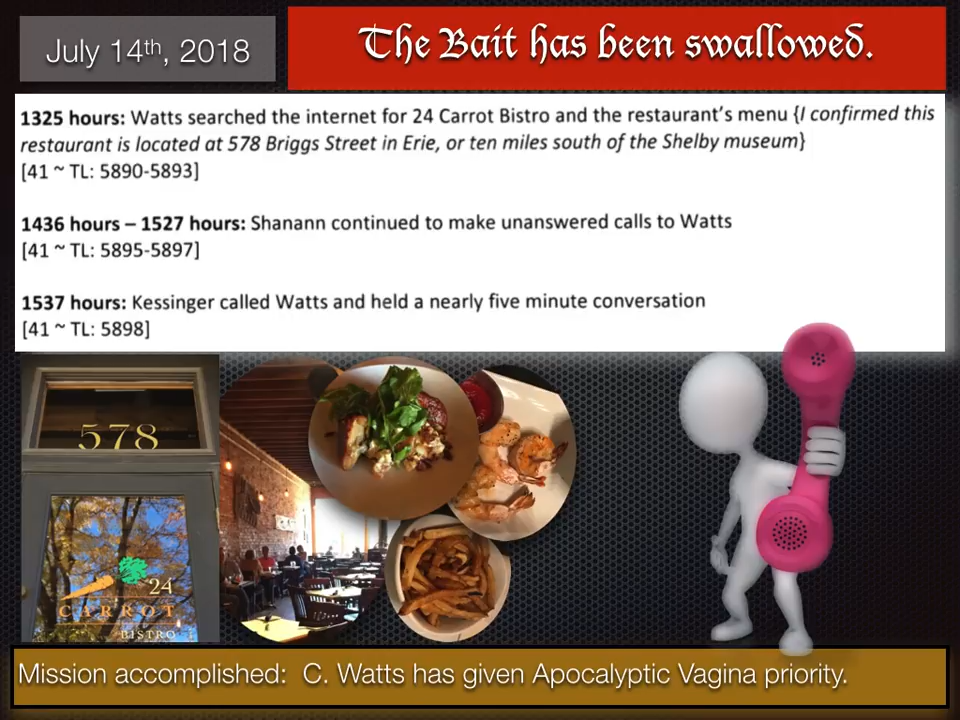 July 14th, 2018
The Bait has been swallowed.
1325 hours: Watts searched the internet for 24 Carrot Bistro and the restaurant's menu {I confirmed this
restaurant is located at 578 Briggs Street in Erie, or ten miles south of the Shelby museum}
[41 ~ TL: 5890-5893]
1436 hours – 1527 hours: Shanann continued to make unanswered calls to Watts
[41 ~ TL: 5895-5897]
1537 hours: Kessinger called Watts and held a nearly five minute conversation
[41 ~ TL: 5898]
578
24
CARROT
BISTRO
Mission accomplished: C. Watts has given Apocalyptic Vagina priority.